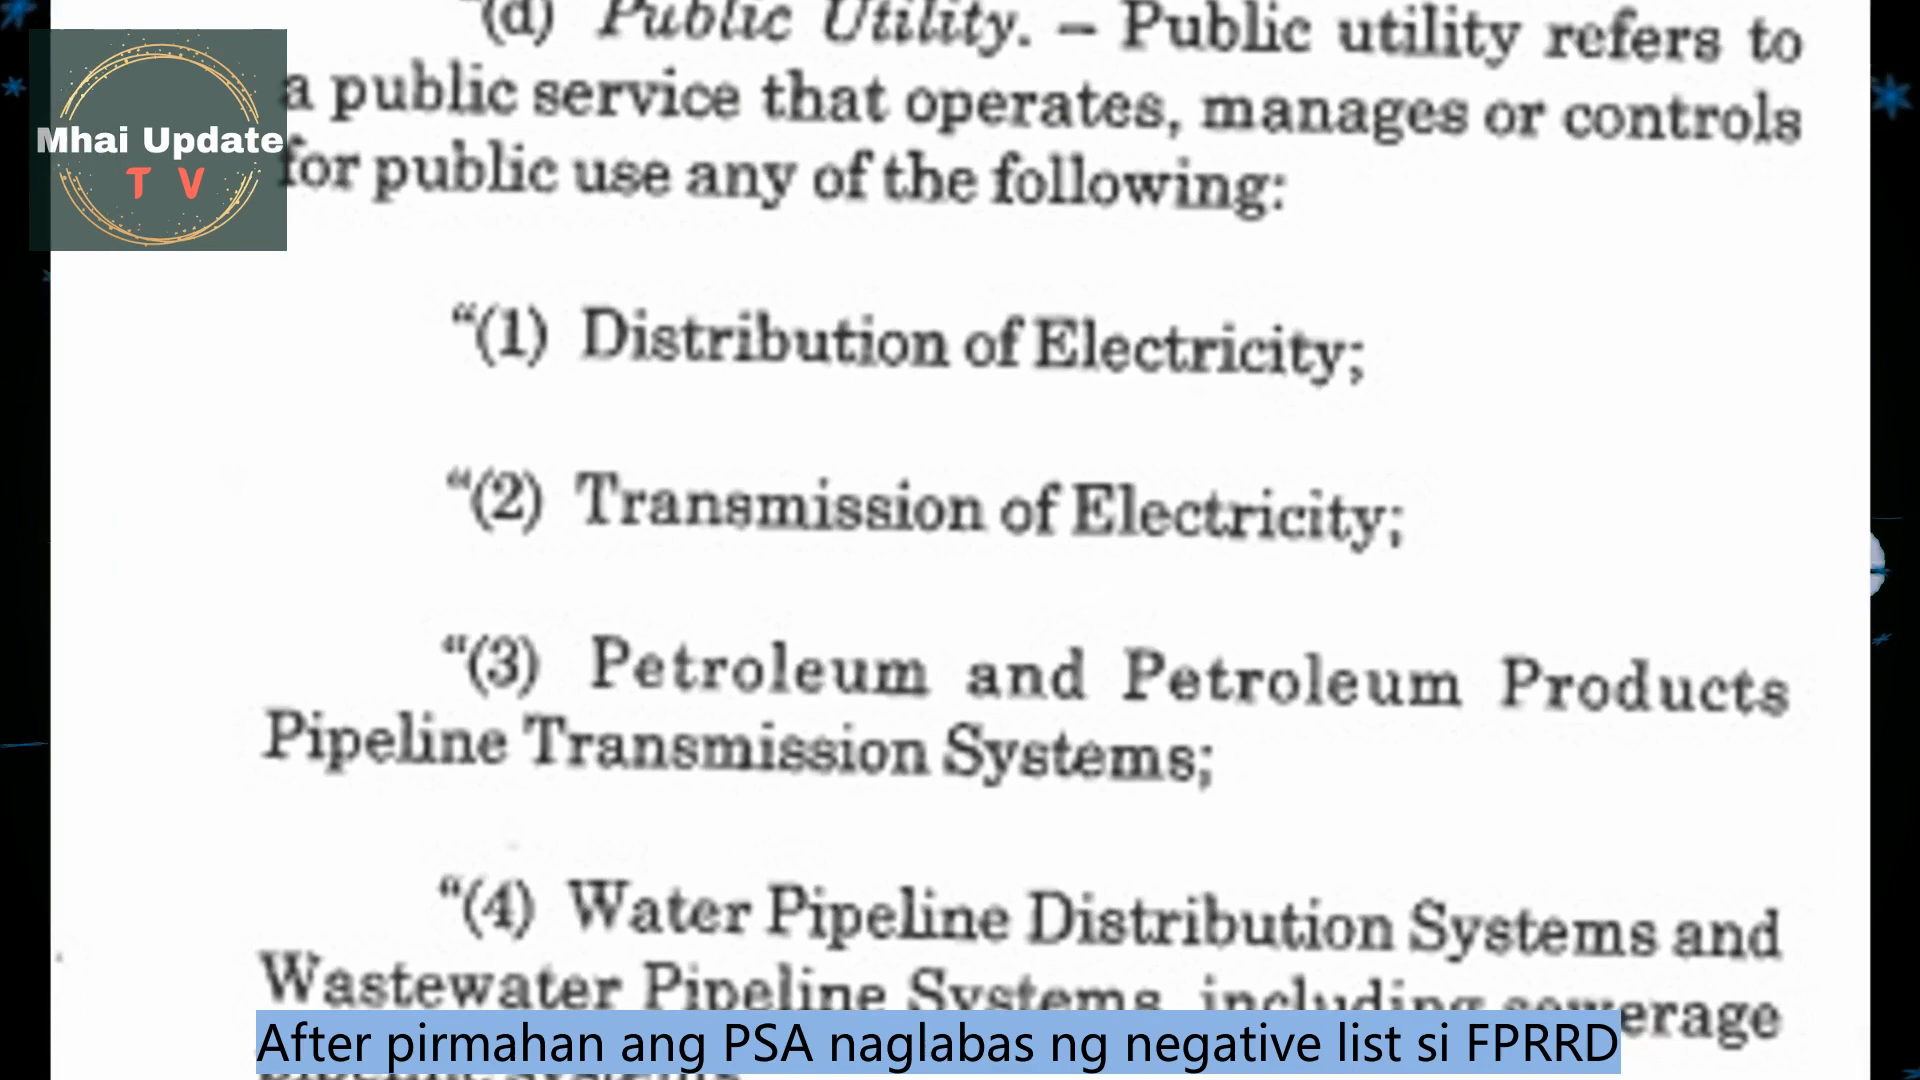 "(d) Public Utility. – Public utility refers to
a public service that operates, manages or controls
for public use any of the following:
Mhai Update
T V
"(1) Distribution of Electricity;
"(2) Transmission of Electricity;
"(3) Petroleum and Petroleum Products
Pipeline Transmission Systems;
"(4) Water Pipeline Distribution Systems and
Wastewater Pipeline Systems, including sewerage
After pirmahan ang PSA naglabas ng negative list si FPRRD